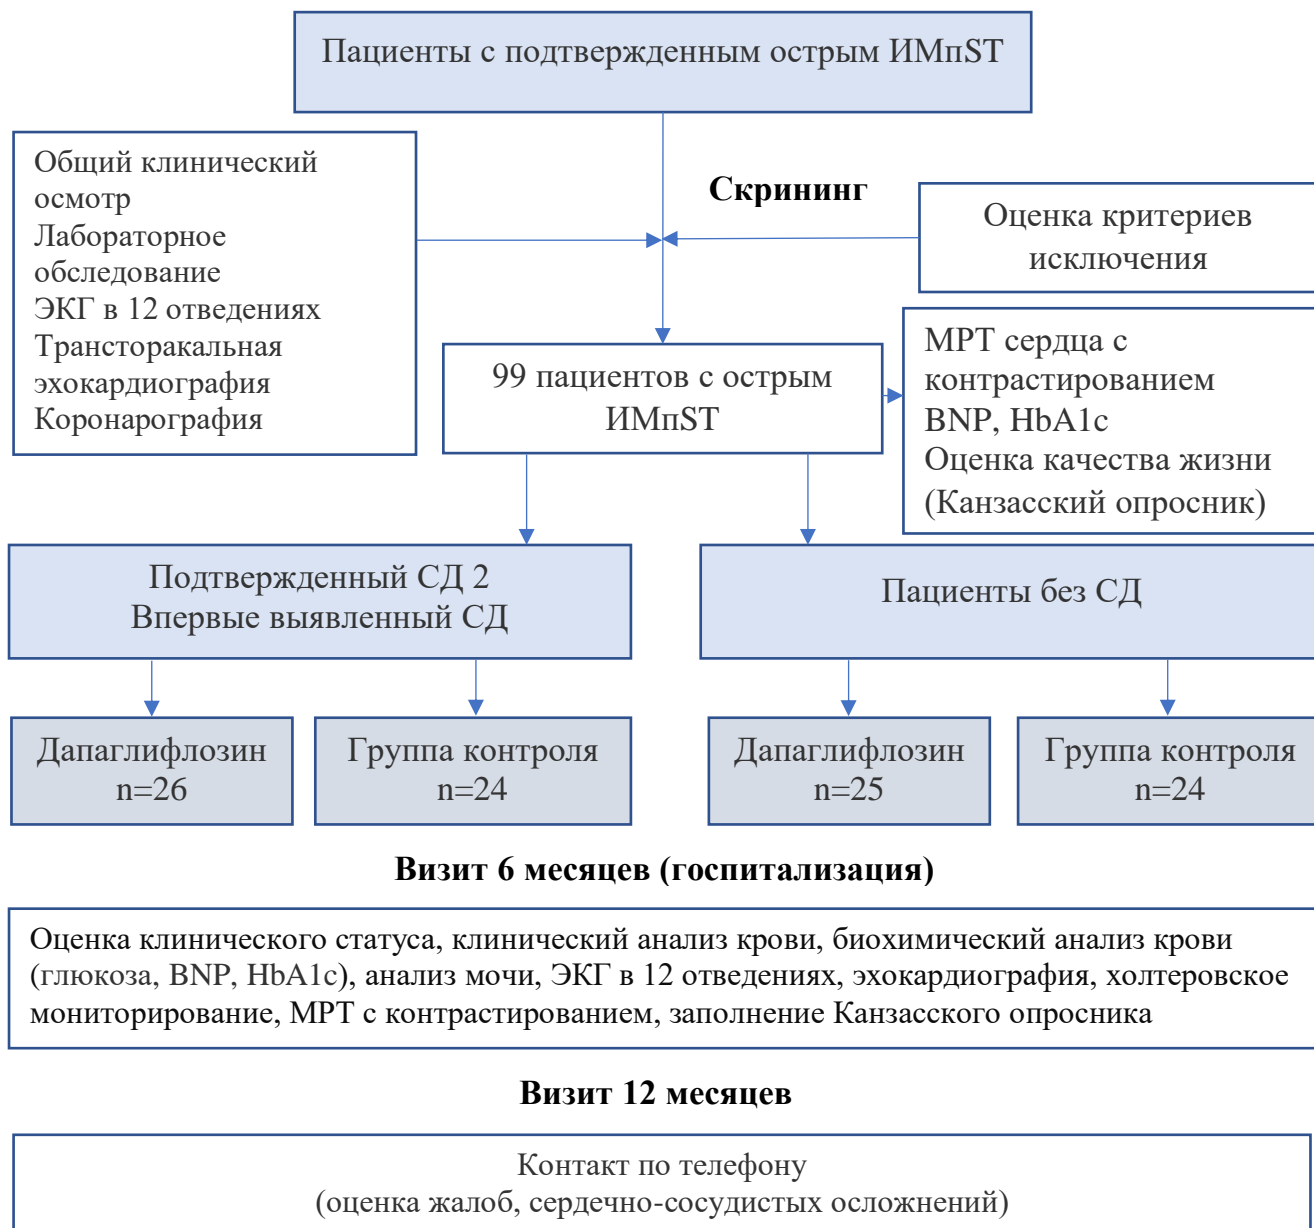 Пациенты с подтвержденным острым ИМпST
Общий клинический
осмотр
Лабораторное
обследование
ЭКГ в 12 отведениях
Трансторакальная
эхокардиография
Коронарография
Скрининг
Оценка критериев
исключения
99 пациентов с острым
ИМпST
МРТ сердца с
контрастированием
BNP, HbA1c
Оценка качества жизни
(Канзасский опросник)
Подтвержденный СД 2
Впервые выявленный СД
Пациенты без СД
Дапаглифлозин
n=26
Группа контроля
n=24
Дапаглифлозин
n=25
Группа контроля
n=24
Визит 6 месяцев (госпитализация)
Оценка клинического статуса, клинический анализ крови, биохимический анализ крови
(глюкоза, BNP, HbA1c), анализ мочи, ЭКГ в 12 отведениях, эхокардиография, холтеровское
мониторирование, МРТ с контрастированием, заполнение Канзасского опросника
Визит 12 месяцев
Контакт по телефону
(оценка жалоб, сердечно-сосудистых осложнений)